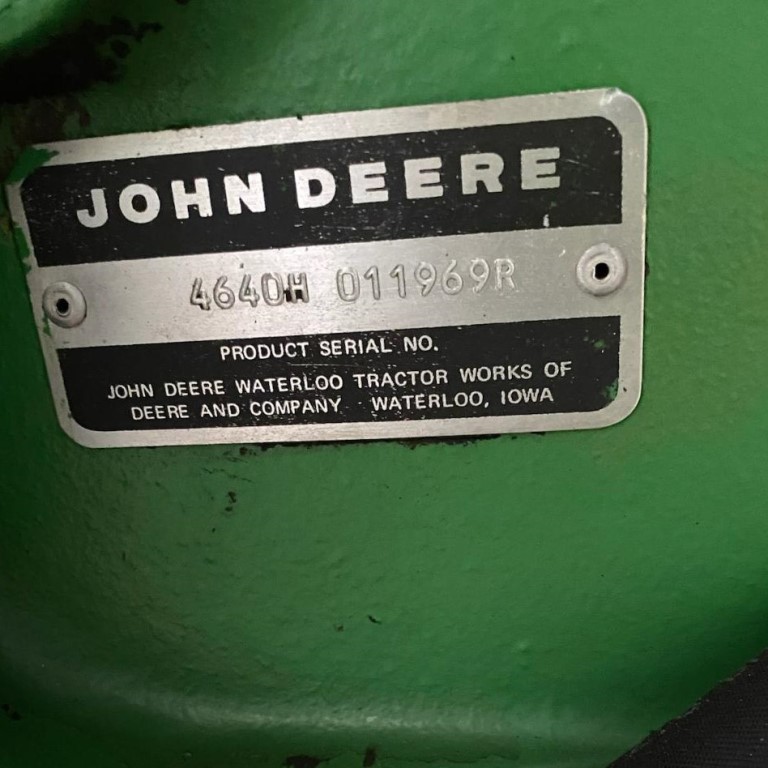 JOHN DEERE
4640H 011969R
PRODUCT SERIAL NO.
JOHN DEERE WATERLOO TRACTOR WORKS OF
DEERE AND COMPANY WATERLOO, IOWA